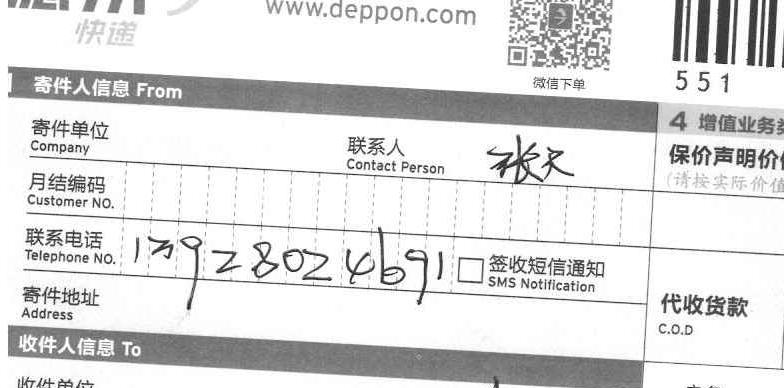 快递
www.deppon.com
微信下单
551
寄件人信息 From
4 增值业务
寄件单位
Company
联系人
Contact Person
张天
保价声明价
(请按实际价值
月结编码
Customer NO.
联系电话
Telephone NO.
13928024691
签收短信通知
SMS Notification
寄件地址
Address
代收货款
C.O.D
收件人信息 To
收件单位